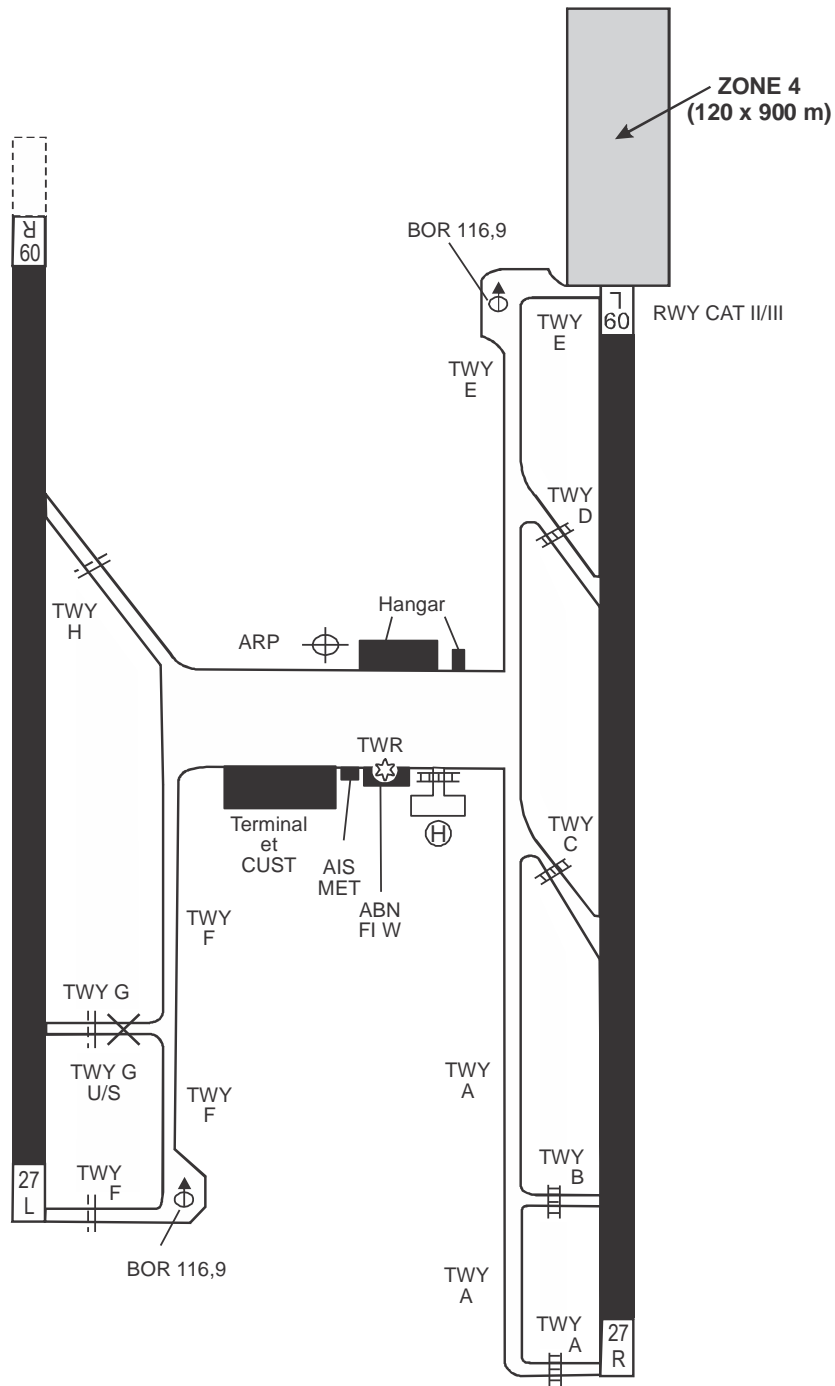 ZONE 4
(120 x 900 m)
R
09
BOR 116,9
L
09
RWY CAT II/III
TWY
E
TWY
E
TWY
D
TWY
H
ARP
Hangar
TWR
Terminal
et
CUST
AIS
MET
ABN
FI W
H
TWY
C
TWY
F
TWY G
TWY G
U/S
TWY
F
TWY
A
TWY
B
27
L
TWY
F
BOR 116,9
TWY
A
TWY
A
27
R